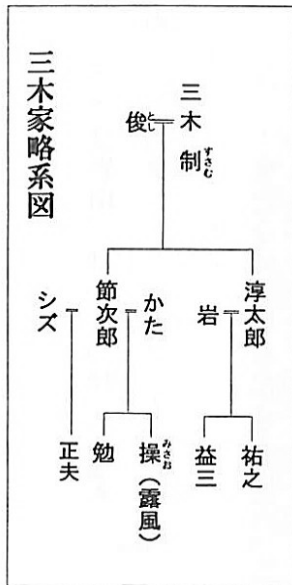 三木家略系図
三木 制
すさむ
俊
とし
淳太郎
岩
かた
節次郎
シズ
祐之
益三
操(露風)
みさお
勉
正夫